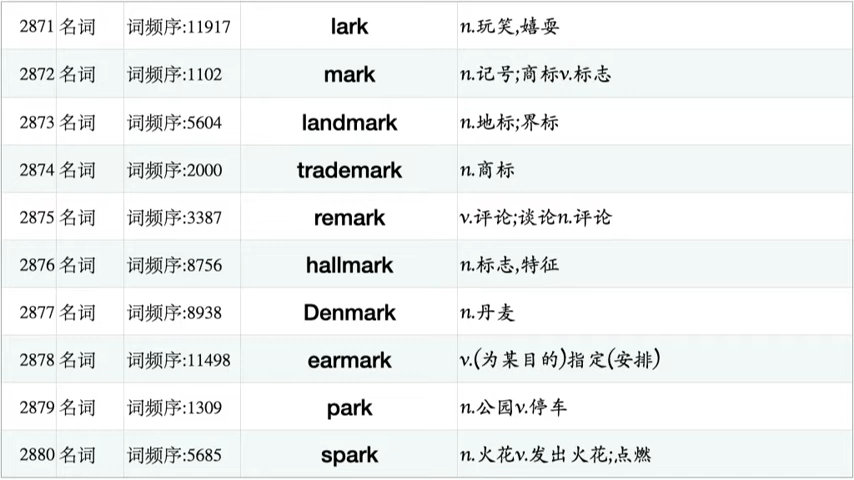 2871 名词 词频序:11917 lark n.玩笑,嬉耍
2872 名词 词频序:1102 mark n.记号;商标v.标志
2873 名词 词频序:5604 landmark n.地标;界标
2874 名词 词频序:2000 trademark n.商标
2875 名词 词频序:3387 remark v.评论;谈论n.评论
2876 名词 词频序:8756 hallmark n.标志,特征
2877 名词 词频序:8938 Denmark n.丹麦
2878 名词 词频序:11498 earmark v.(为某目的)指定(安排)
2879 名词 词频序:1309 park n.公园v.停车
2880 名词 词频序:5685 spark n.火花v.发出火花;点燃